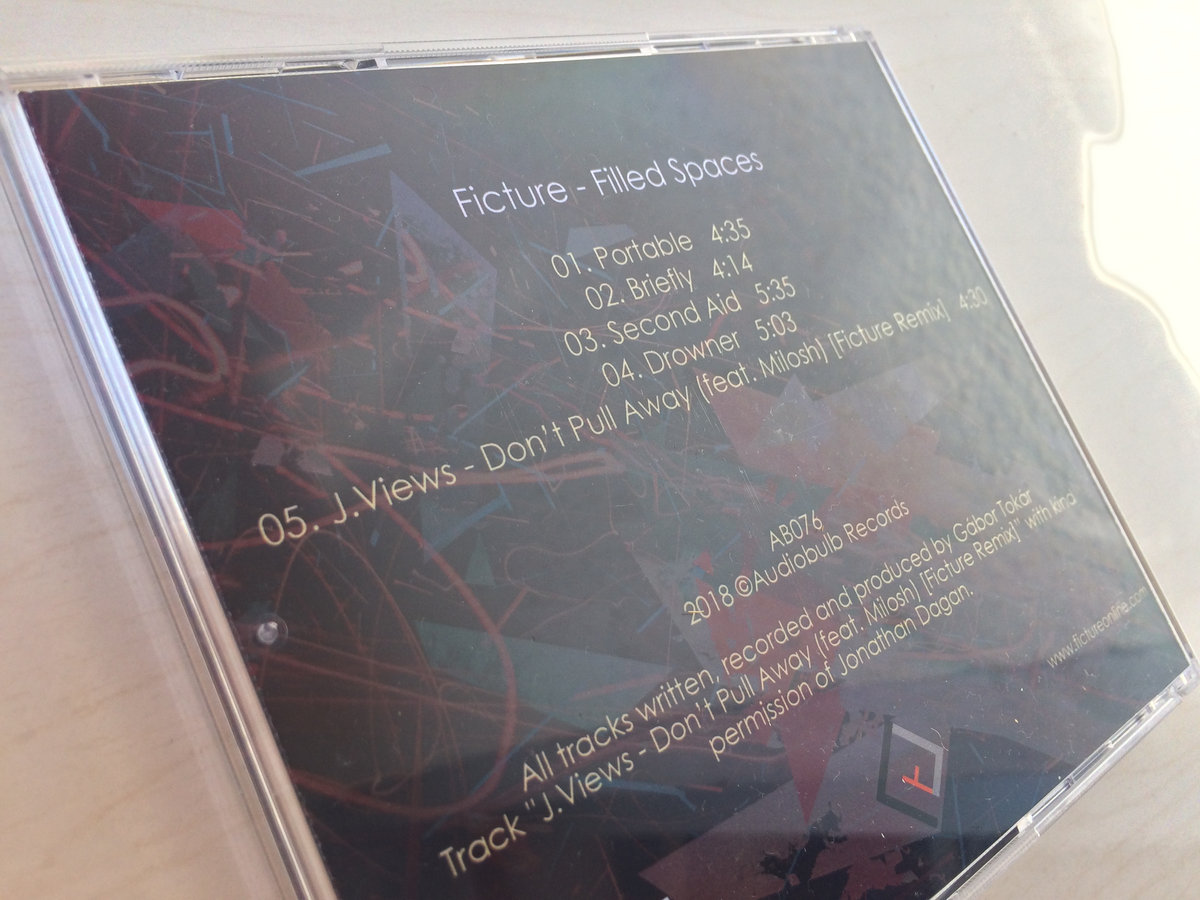 Ficture - Filled Spaces
01. Portable 4:35
02. Briefly 4:14
03. Second Aid 5:35
04. Drowner 5:03
05. J.Views - Don't Pull Away (feat. Milosh) [Ficture Remix] 4:30
AB076
2018 ©Audiobulb Records
All tracks written, recorded and produced by Gábor Tokár
Track "J.Views - Don't Pull Away (feat. Milosh) [Ficture Remix]" with kind
permission of Jonathan Dagan.
www.fictureonline.com